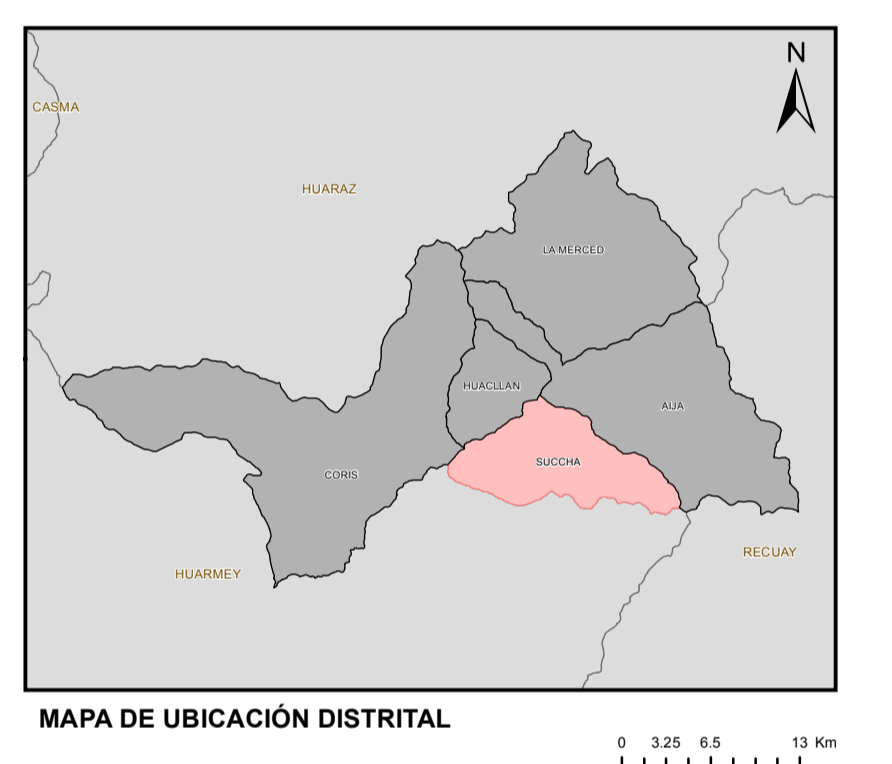 N
CASMA
HUARAZ
LA MERCED
HUACLLAN
AIJA
SUCCHA
CORIS
RECUAY
HUARMEY
MAPA DE UBICACIÓN DISTRITAL
0 3.25 6.5 13 Km